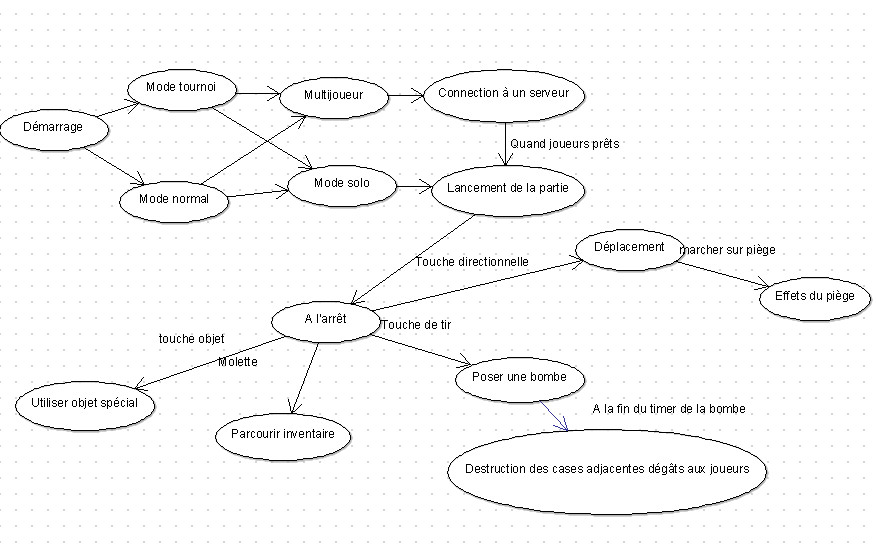 Mode tournoi
Multijoueur
Connection à un serveur
Démarrage
Quand joueurs prêts
Mode solo
Lancement de la partie
Mode normal
Déplacement
marcher sur piège
Touche directionnelle
Effets du piège
A l'arrêt
Touche de tir
touche objet
Molette
Poser une bombe
Utiliser objet spécial
A la fin du timer de la bombe
Parcourir inventaire
Destruction des cases adjacentes dégâts aux joueurs